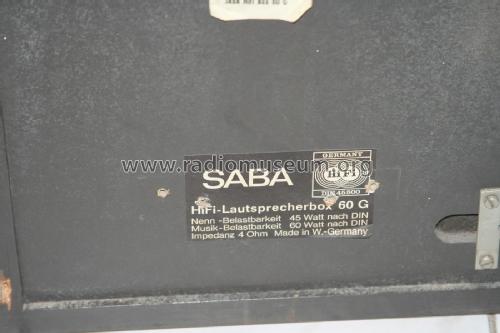 www.radiomuseum.org
SABA
GERMANY
hifi
DIN 45500
HiFi-Lautsprecherbox 60 G
Nenn-Belastbarkeit 45 Watt nach DIN
Musik-Belastbarkeit 60 Watt nach DIN
Impedanz 4 Ohm Made in W.-Germany